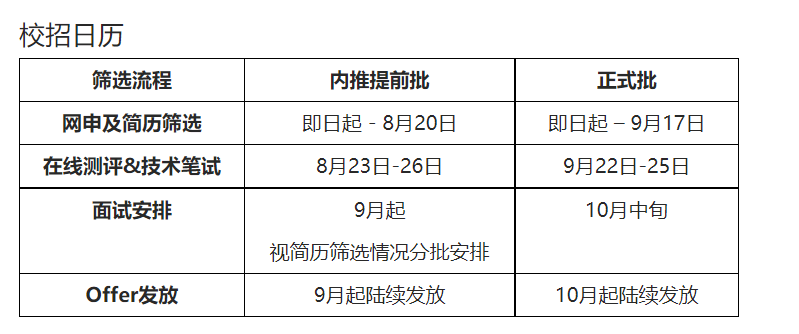 校招日历
筛选流程 内推提前批 正式批
网申及简历筛选 即日起 - 8月20日 即日起 – 9月17日
在线测评&技术笔试 8月23日-26日 9月22日-25日
面试安排 9月起 10月中旬
视简历筛选情况分批安排
Offer发放 9月起陆续发放 10月起陆续发放